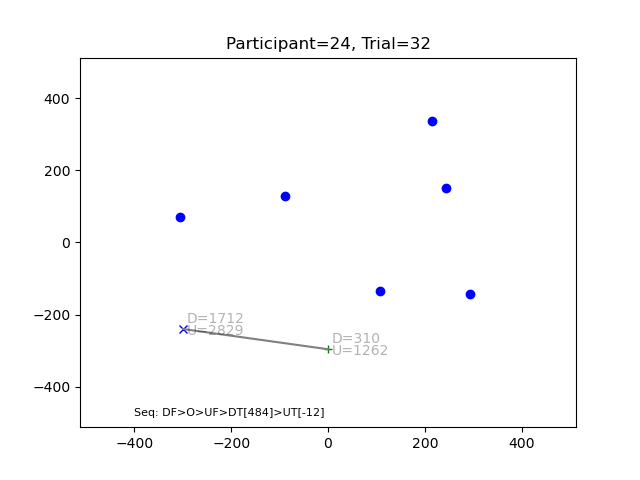 Participant=24, Trial=32
400
200
0
−200
−400
D=1712
U=2829
D=310
U=1262
Seq: DF>O>UF>DT[484]>UT[-12]
−400
−200
0
200
400